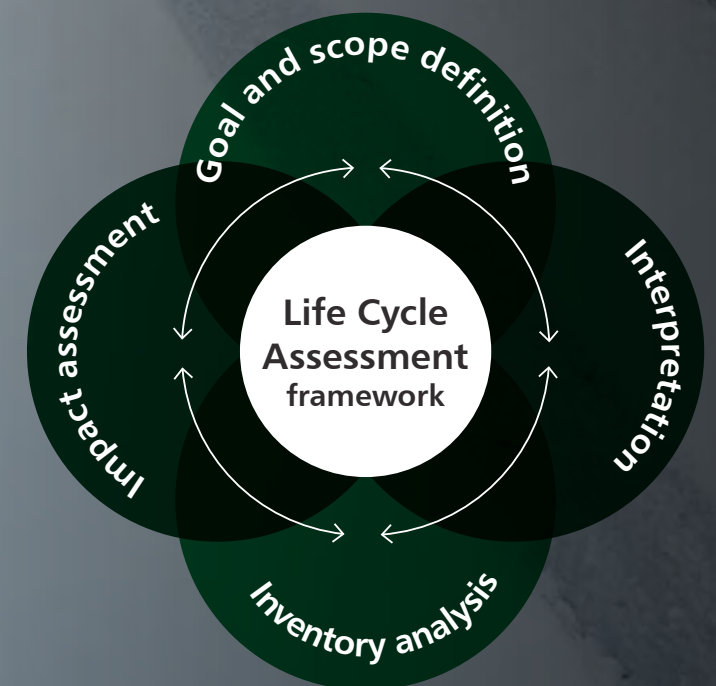 Goal and scope definition
Impact assessment
Life Cycle
Assessment
framework
Interpretation
Inventory analysis